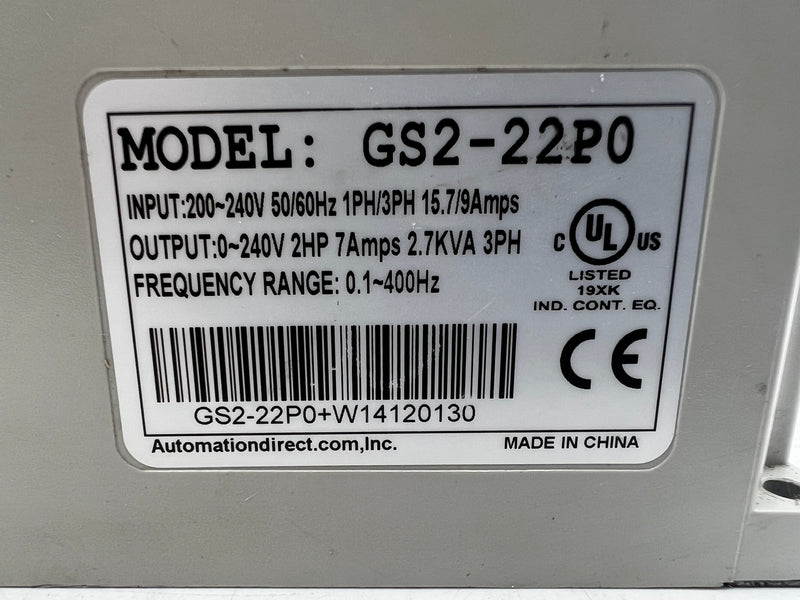 MODEL: GS2-22P0
INPUT:200~240V 50/60Hz 1PH/3PH 15.7/9Amps
OUTPUT:0~240V 2HP 7Amps 2.7KVA 3PH
FREQUENCY RANGE: 0.1~400Hz
C UL US
LISTED
19XK
IND. CONT. EQ.
CE
GS2-22P0+W14120130
Automationdirect.com,Inc.
MADE IN CHINA